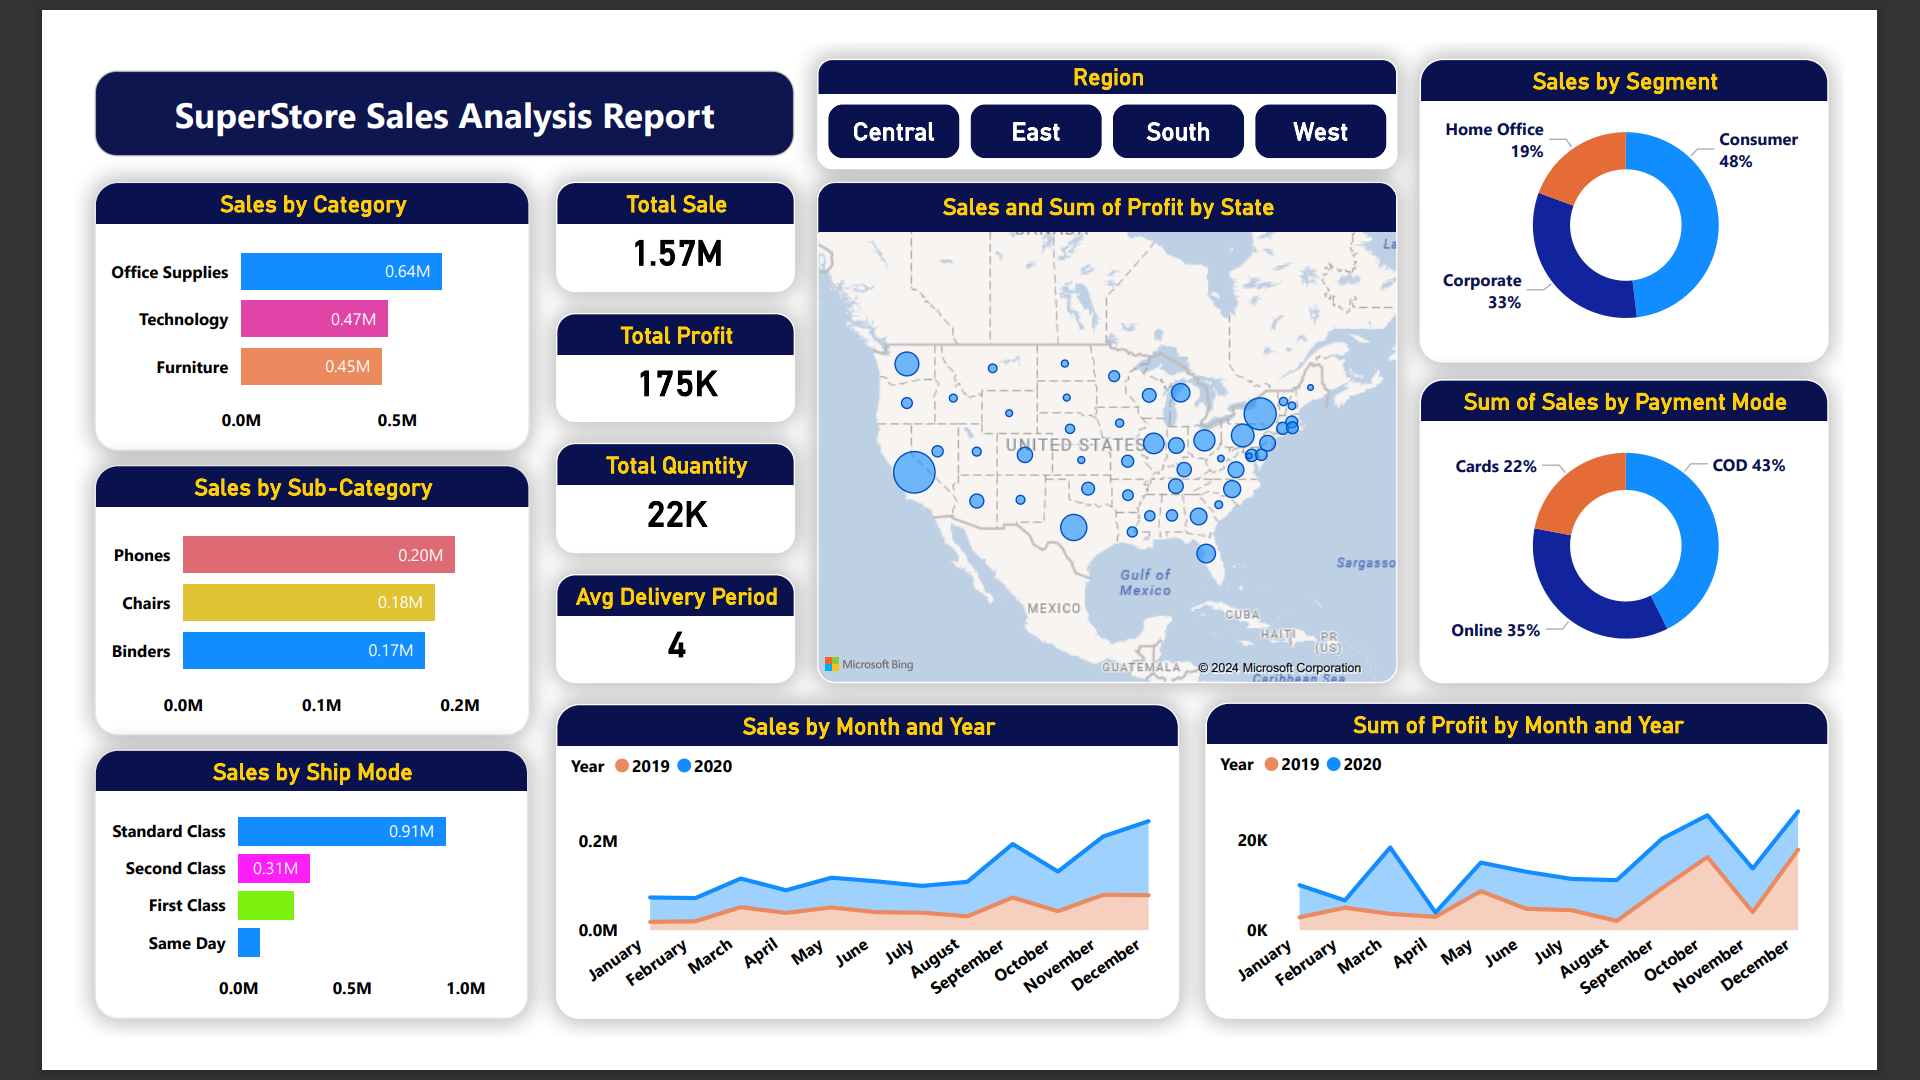 SuperStore Sales Analysis Report
Region
Central
East
South
West
Sales by Segment
Home Office
19%
Consumer
48%
Corporate
33%
Sales by Category
Office Supplies
0.64M
Technology
0.47M
Furniture
0.45M
0.0M
0.5M
Total Sale
1.57M
Total Profit
175K
Total Quantity
22K
Avg Delivery Period
4
Sales and Sum of Profit by State
CANADA
La
UNITED STATES
Sargasso
Gulf of
Mexico
MEXICO
CUBA
HAITI
PR
(US)
GUATEMALA
Caribbean Sea
Microsoft Bing
© 2024 Microsoft Corporation
Sum of Sales by Payment Mode
Cards 22%
COD 43%
Online 35%
Sales by Sub-Category
Phones
0.20M
Chairs
0.18M
Binders
0.17M
0.0M
0.1M
0.2M
Sales by Ship Mode
Standard Class
0.91M
Second Class
0.31M
First Class
Same Day
0.0M
0.5M
1.0M
Sales by Month and Year
Year
2019
2020
0.2M
0.0M
January
February
March
April
May
June
July
August
September
October
November
December
Sum of Profit by Month and Year
Year
2019
2020
20K
0K
January
February
March
April
May
June
July
August
September
October
November
December